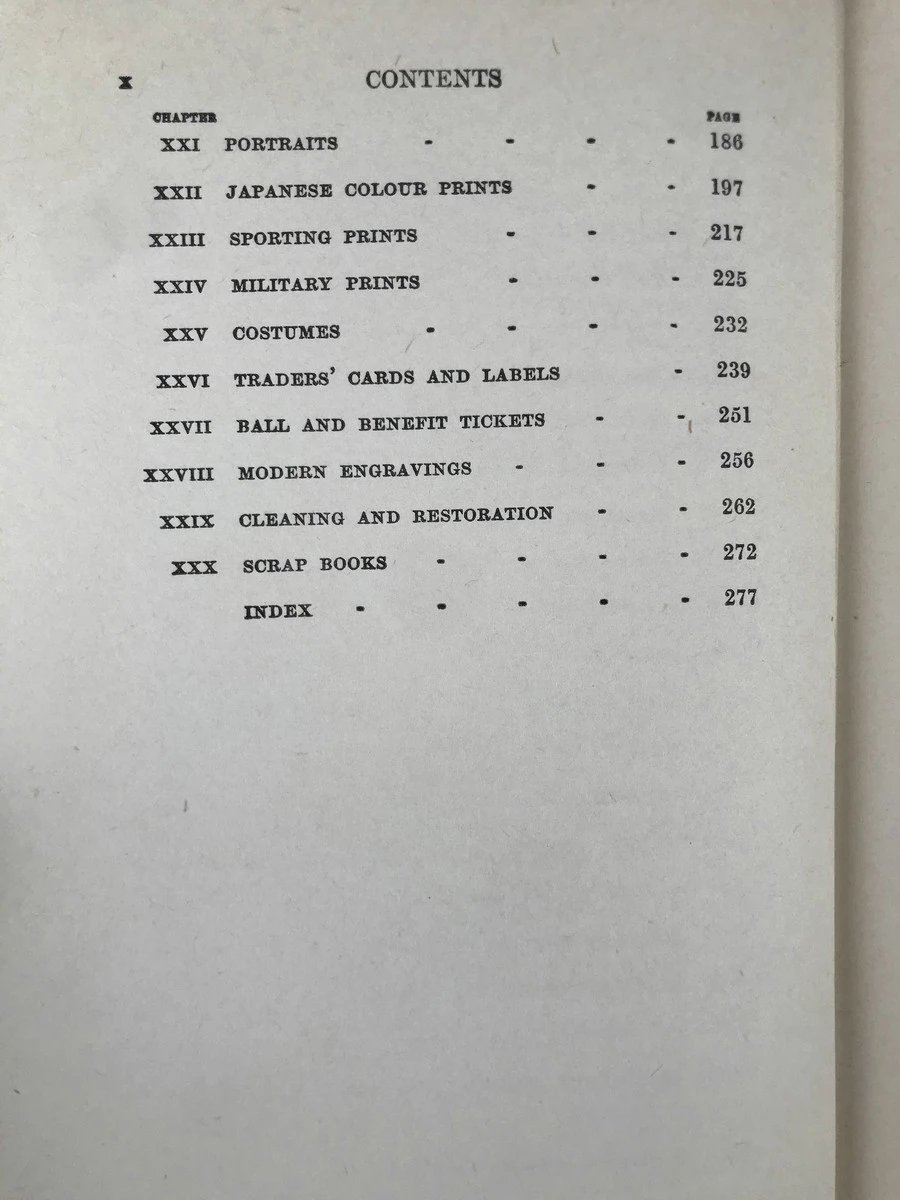 x CONTENTS
CHAPTER PAGE
XXI PORTRAITS - - - - 186
XXII JAPANESE COLOUR PRINTS - - 197
XXIII SPORTING PRINTS - - - 217
XXIV MILITARY PRINTS - - - 225
XXV COSTUMES - - - - 232
XXVI TRADERS' CARDS AND LABELS - 239
XXVII BALL AND BENEFIT TICKETS - - 251
XXVIII MODERN ENGRAVINGS - - - 256
XXIX CLEANING AND RESTORATION - - 262
XXX SCRAP BOOKS - - - - 272
INDEX - - - - - 277